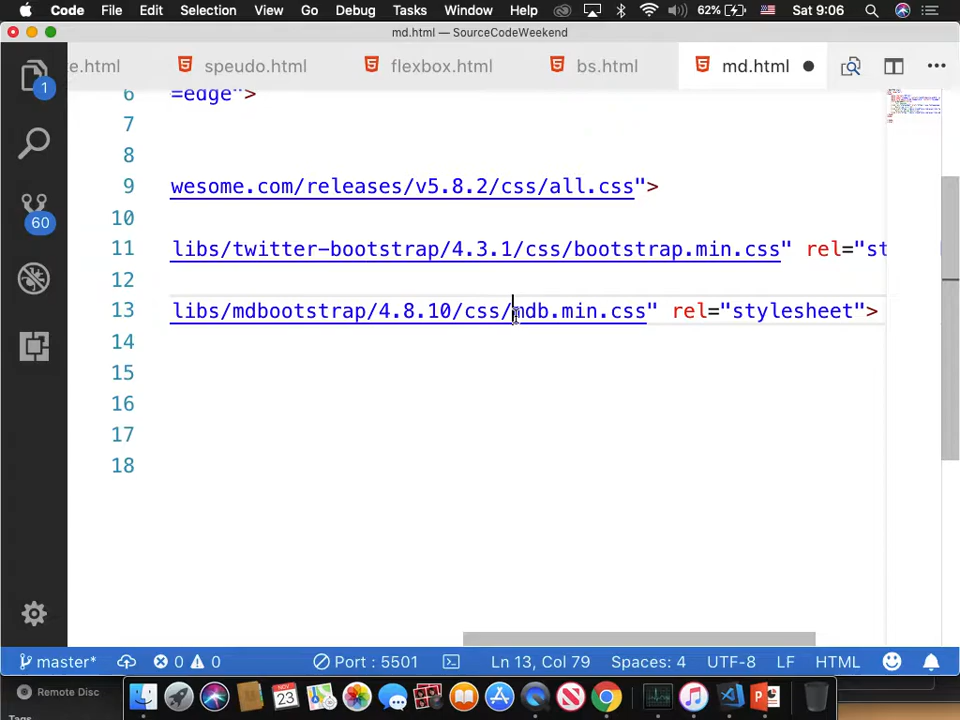 Code File Edit Selection View Go Debug Tasks Window Help 62% Sat 9:06
md.html — SourceCodeWeekend
e.html speudo.html flexbox.html bs.html md.html
1
60
6 =edge">
7
8
9 wesome.com/releases/v5.8.2/css/all.css">
10
11 libs/twitter-bootstrap/4.3.1/css/bootstrap.min.css" rel="st
12
13 libs/mdbootstrap/4.8.10/css/mdb.min.css" rel="stylesheet">
14
15
16
17
18
master* 0 0 Port : 5501 Ln 13, Col 79 Spaces: 4 UTF-8 LF HTML
Remote Disc
Tags
NOV
23